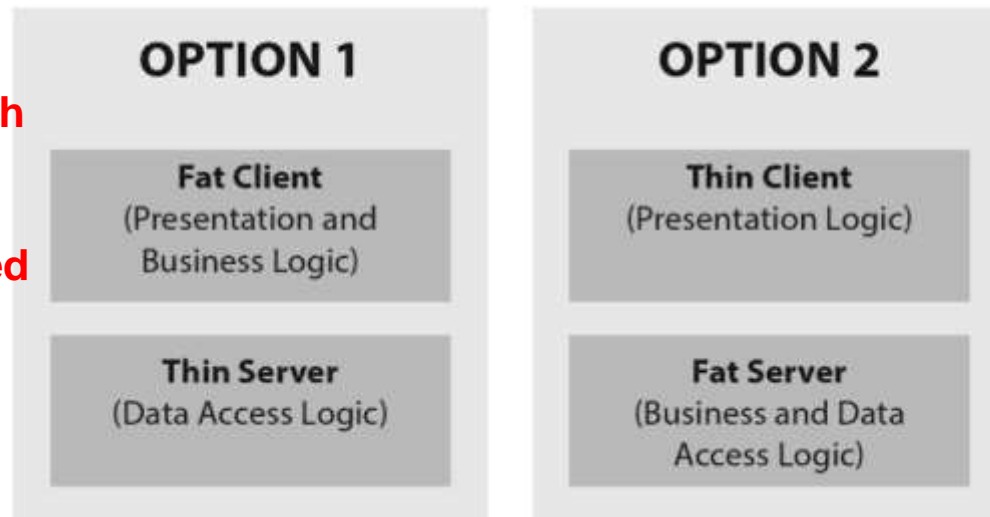 OPTION 1
Fat Client
(Presentation and
Business Logic)
Thin Server
(Data Access Logic)
OPTION 2
Thin Client
(Presentation Logic)
Fat Server
(Business and Data
Access Logic)